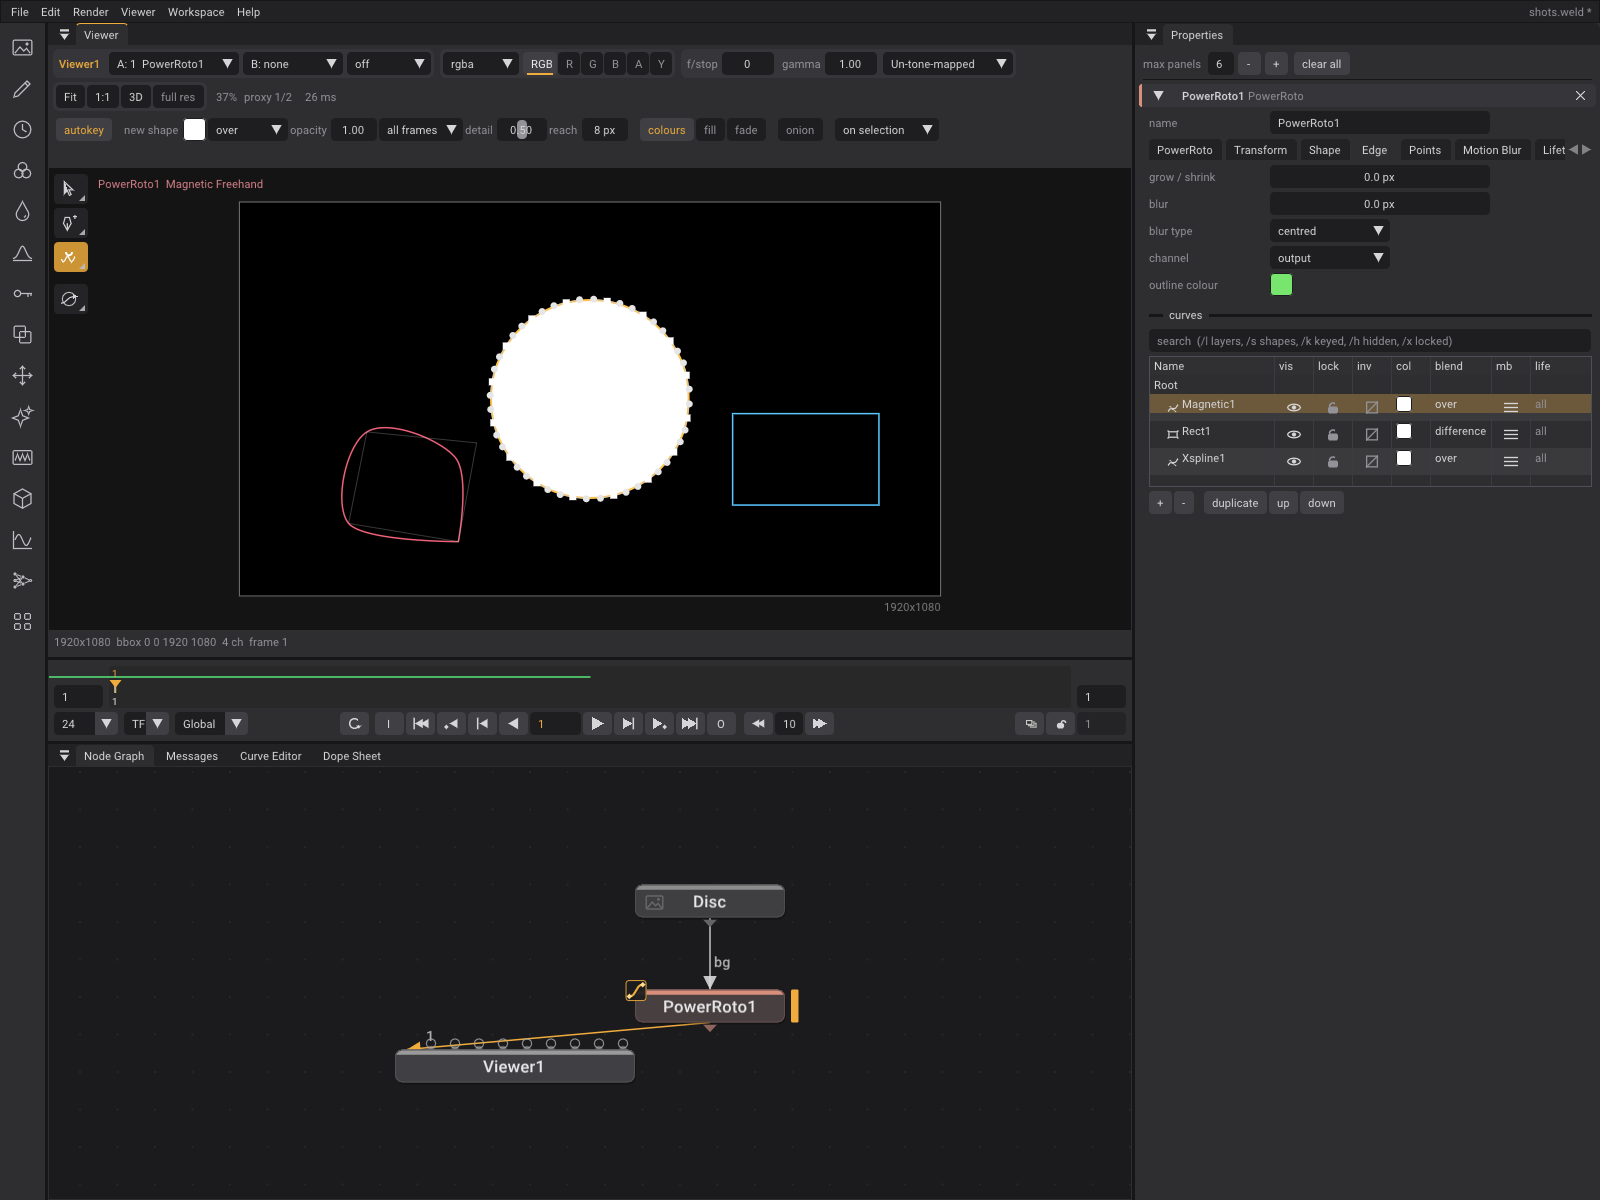 File Edit Render Viewer Workspace Help shots.weld *
Viewer
Viewer1 A: 1 PowerRoto1 B: none off rgba RGB R G B A Y f/stop 0 gamma 1.00 Un-tone-mapped
Fit 1:1 3D full res 37% proxy 1/2 26 ms
autokey new shape over opacity 1.00 all frames detail 0.50 reach 8 px colours fill fade onion on selection
PowerRoto1 Magnetic Freehand
1920x1080
1920x1080 bbox 0 0 1920 1080 4 ch frame 1
1
1 1 1
24 TF Global I 1 O 10 1
Node Graph Messages Curve Editor Dope Sheet
Disc
bg
PowerRoto1
1
Viewer1
Properties
max panels 6 - + clear all
PowerRoto1 PowerRoto
name PowerRoto1
PowerRoto Transform Shape Edge Points Motion Blur Lifet
grow / shrink 0.0 px
blur 0.0 px
blur type centred
channel output
outline colour
curves
search (/l layers, /s shapes, /k keyed, /h hidden, /x locked)
Name vis lock inv col blend mb life
Root
Magnetic1 over all
Rect1 difference all
Xspline1 over all
+ - duplicate up down